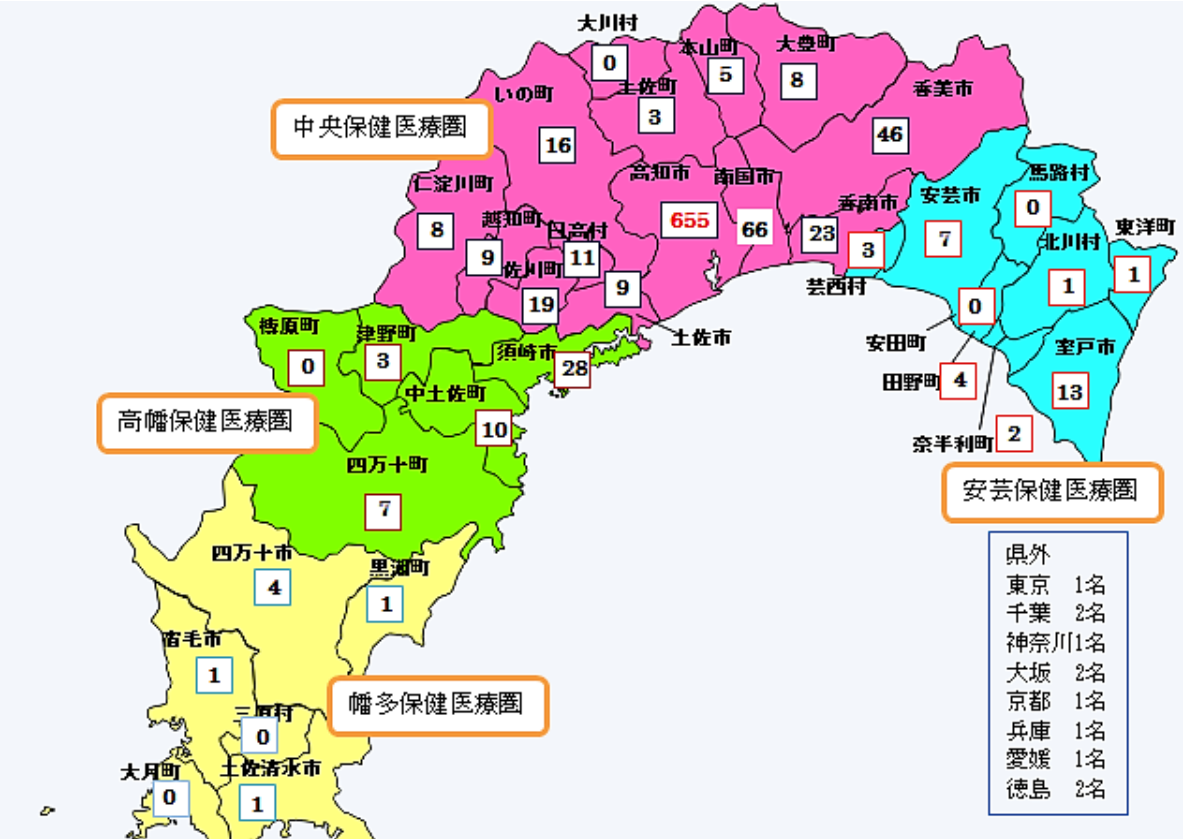 大川村
0
本山町
5
大豊町
8
いの町
16
土佐町
3
香美市
46
中央保健医療圏
仁淀川町
8
越知町
9
日高村
11
高知市
655
南国市
66
香南市
23
佐川町
19
9
土佐市
芸西村
3
安芸市
7
馬路村
0
北川村
1
東洋町
1
安田町
0
田野町
4
奈半利町
2
室戸市
13
安芸保健医療圏
梼原町
0
津野町
3
須崎市
28
中土佐町
10
高幡保健医療圏
四万十町
7
四万十市
4
黒潮町
1
宿毛市
1
三原村
0
幡多保健医療圏
大月町
0
土佐清水市
1
県外
東京 1名
千葉 2名
神奈川1名
大坂 2名
京都 1名
兵庫 1名
愛媛 1名
徳島 2名